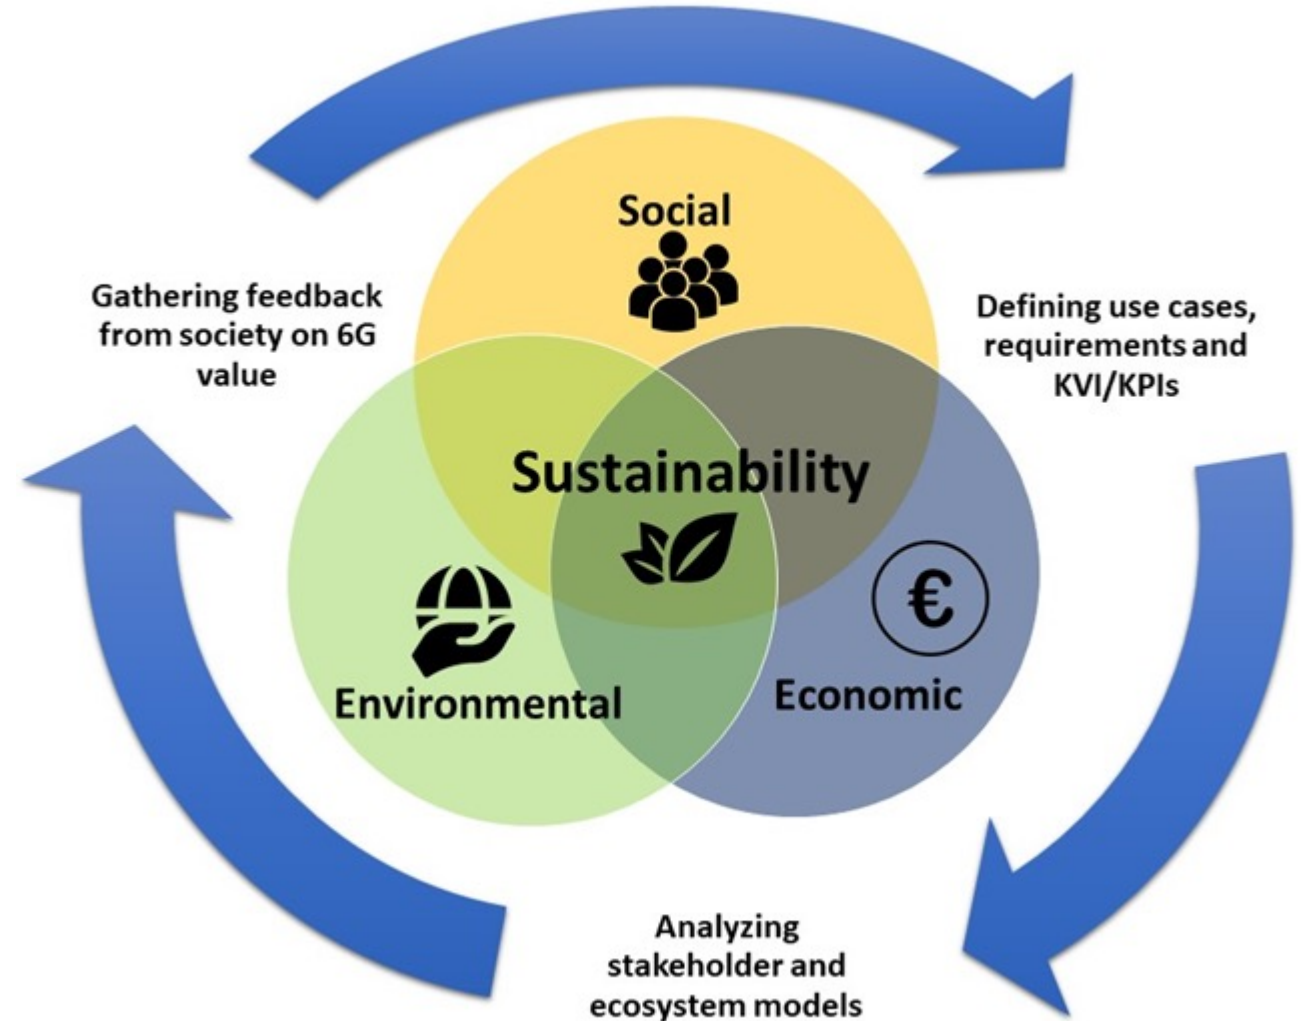 Social
Gathering feedback
from society on 6G
value
Defining use cases,
requirements and
KVI/KPIs
Sustainability
€
Environmental
Economic
Analyzing
stakeholder and
ecosystem models